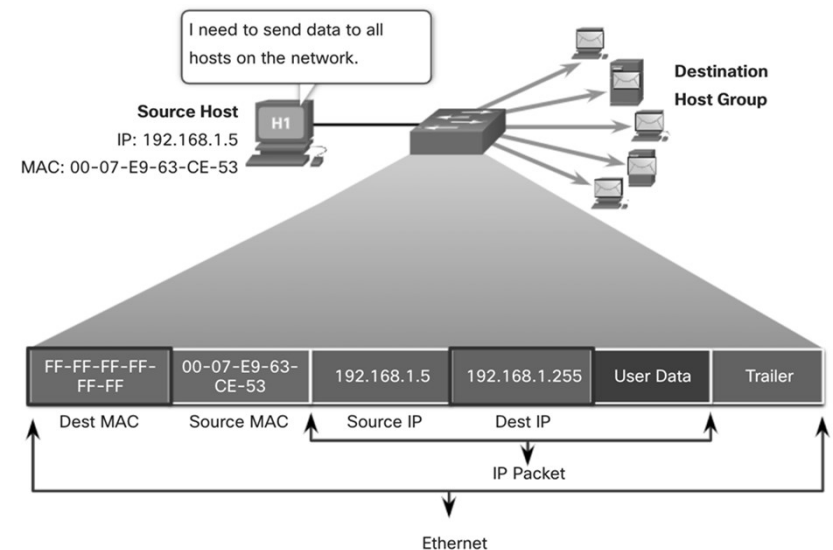 I need to send data to all
hosts on the network.
Destination
Host Group
Source Host
H1
IP: 192.168.1.5
MAC: 00-07-E9-63-CE-53
FF-FF-FF-FF-
FF-FF
00-07-E9-63-
CE-53
192.168.1.5
192.168.1.255
User Data
Trailer
Dest MAC
Source MAC
Source IP
Dest IP
IP Packet
Ethernet